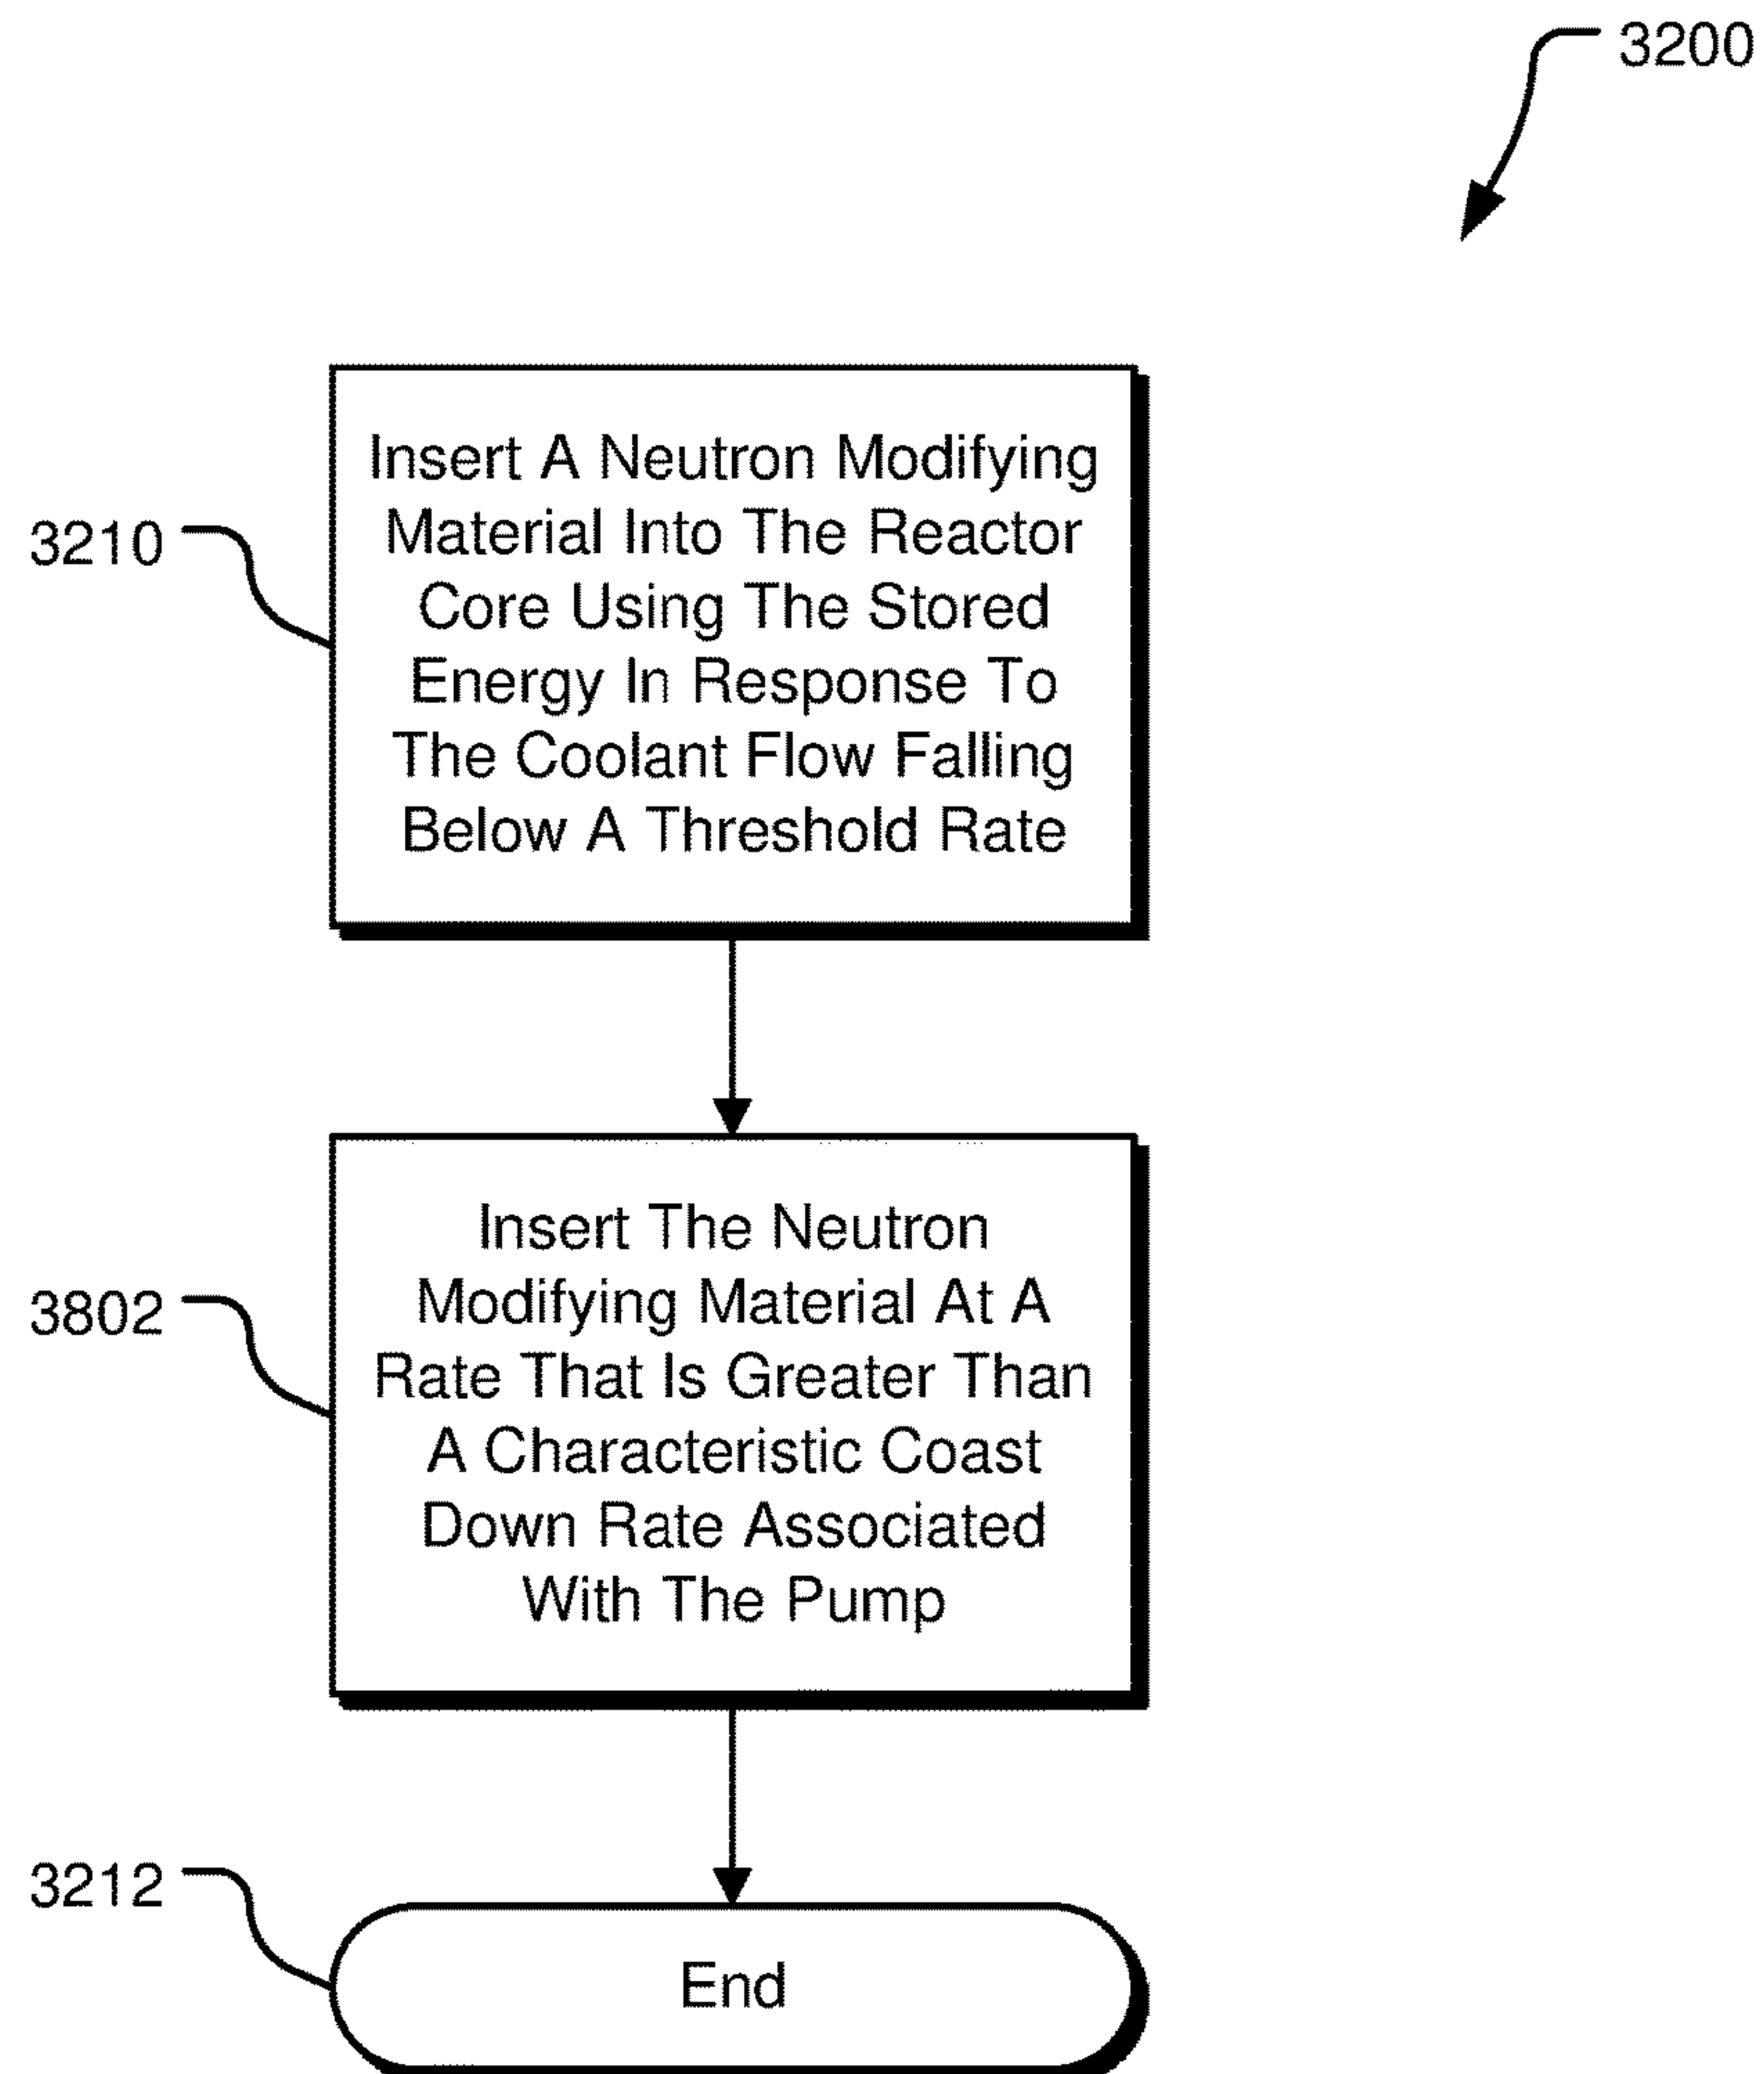 3200
3210
Insert A Neutron Modifying
Material Into The Reactor
Core Using The Stored
Energy In Response To
The Coolant Flow Falling
Below A Threshold Rate
3802
Insert The Neutron
Modifying Material At A
Rate That Is Greater Than
A Characteristic Coast
Down Rate Associated
With The Pump
3212
End